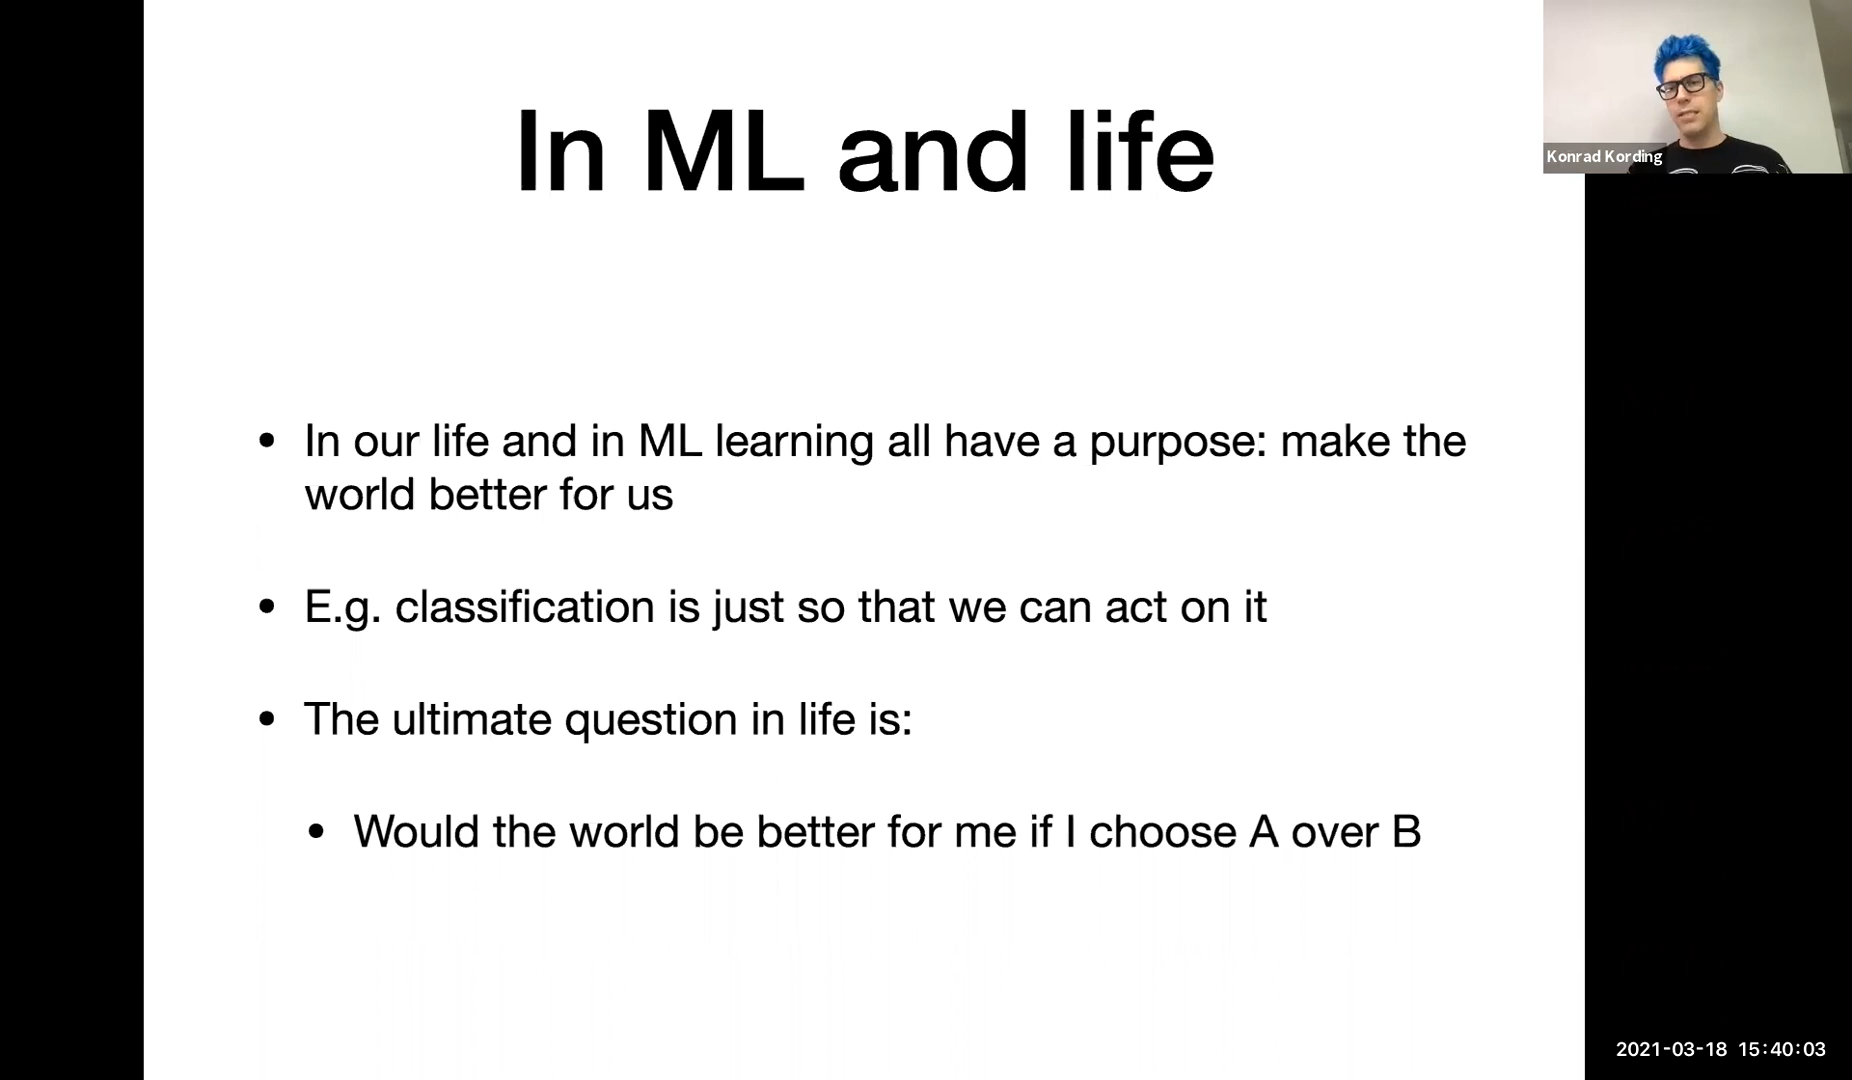 In ML and life
Konrad Kording
• In our life and in ML learning all have a purpose: make the
world better for us
• E.g. classification is just so that we can act on it
• The ultimate question in life is:
• Would the world be better for me if I choose A over B
2021-03-18 15:40:03